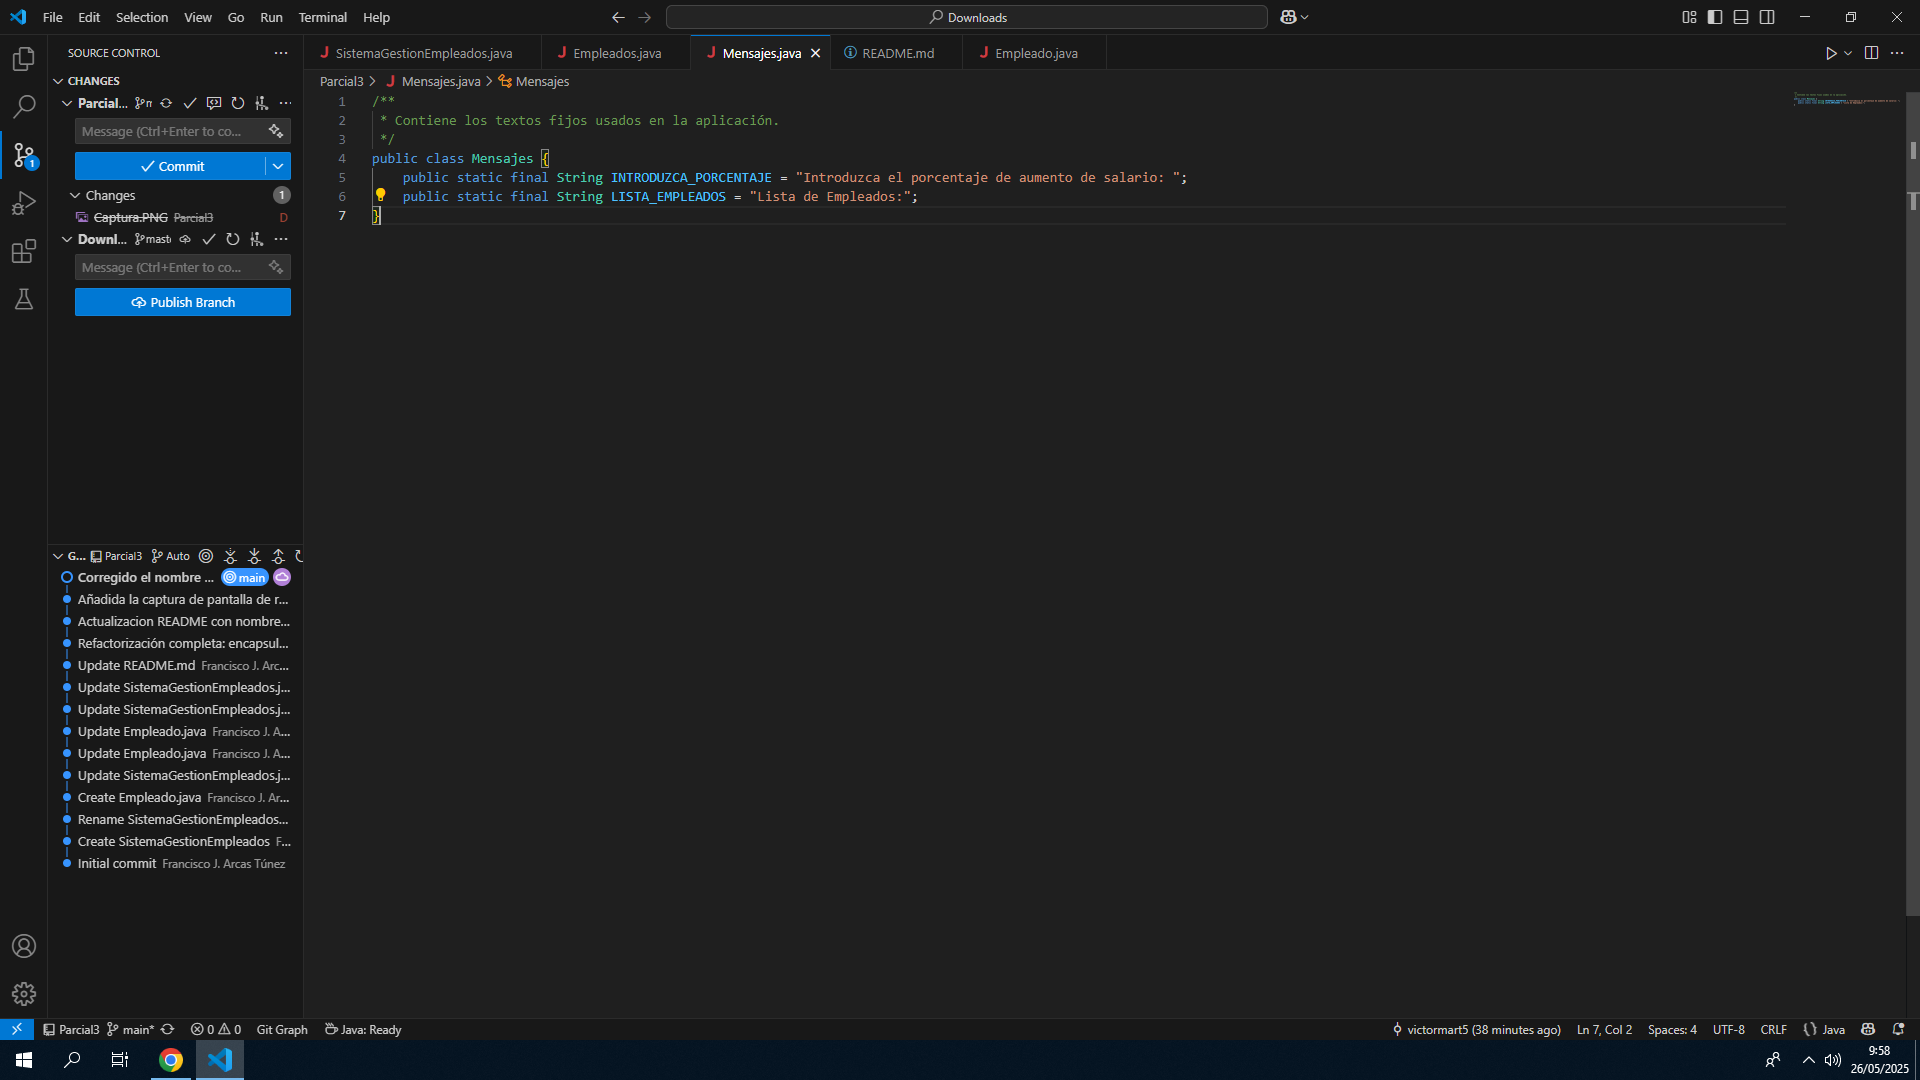 File Edit Selection View Go Run Terminal Help
Downloads
SOURCE CONTROL
SistemaGestionEmpleados.java
Empleados.java
Mensajes.java
README.md
Empleado.java
Parcial3 > Mensajes.java > Mensajes
CHANGES
Parcial...
Message (Ctrl+Enter to co...
Commit
Changes 1
Captura.PNG Parcial3 D
Downl... 
Message (Ctrl+Enter to co...
Publish Branch
1 /**
2 * Contiene los textos fijos usados en la aplicación.
3 */
4 public class Mensajes {
5 public static final String INTRODUZCA_PORCENTAJE = "Introduzca el porcentaje de aumento de salario: ";
6 public static final String LISTA_EMPLEADOS = "Lista de Empleados:";
7 }
1
G... Parcial3 Auto
Corregido el nombre ... main
Añadida la captura de pantalla de r...
Actualizacion README con nombre...
Refactorización completa: encapsul...
Update README.md Francisco J. Arc...
Update SistemaGestionEmpleados.j...
Update SistemaGestionEmpleados.j...
Update Empleado.java Francisco J. A...
Update Empleado.java Francisco J. A...
Update SistemaGestionEmpleados.j...
Create Empleado.java Francisco J. Ar...
Rename SistemaGestionEmpleados...
Create SistemaGestionEmpleados F...
Initial commit Francisco J. Arcas Túnez
Parcial3 main* 0 0 Git Graph Java: Ready
victormart5 (38 minutes ago) Ln 7, Col 2 Spaces: 4 UTF-8 CRLF {} Java
9:58
26/05/2025